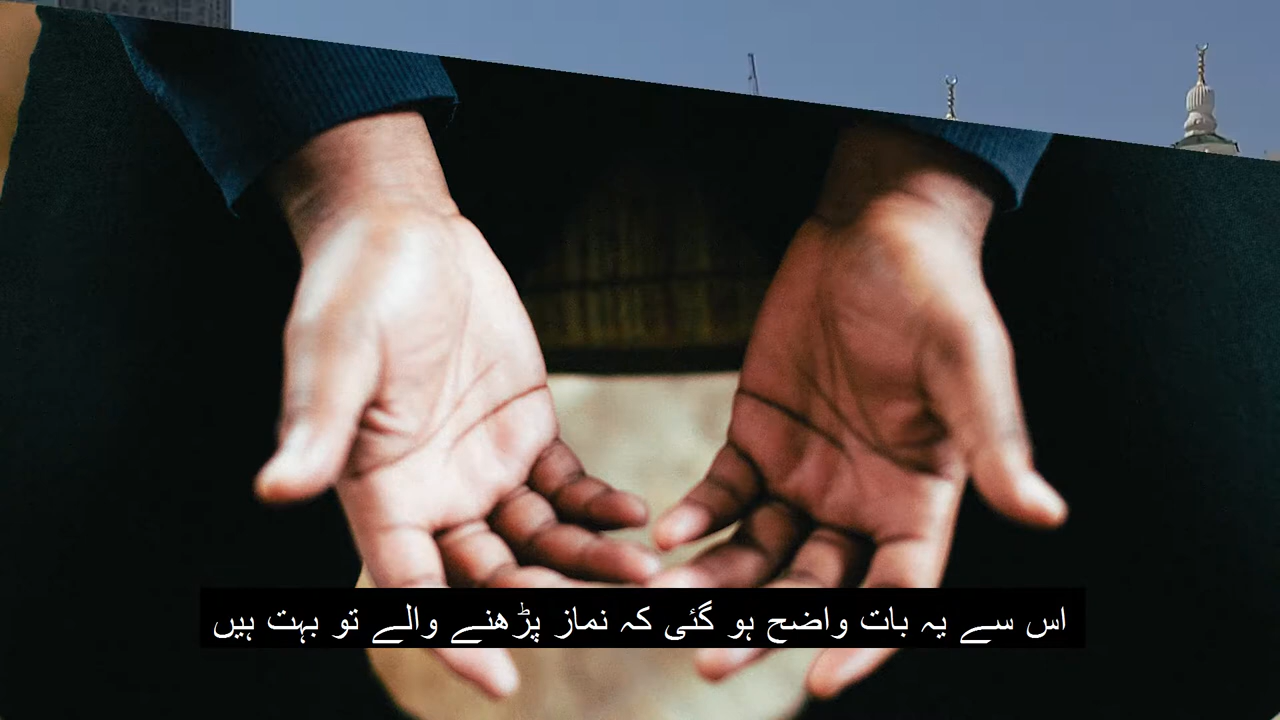 اس سے یہ بات واضح ہو گئی کہ نماز پڑھنے والے تو بہت ہیں